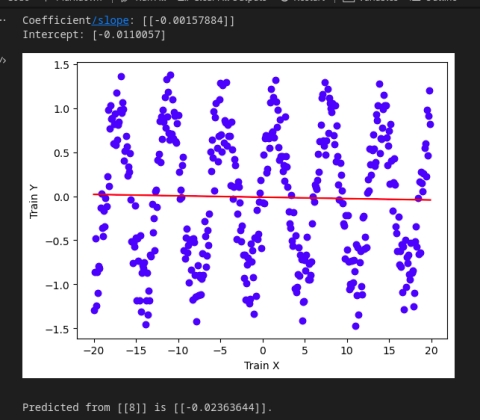 Coefficient/slope: [[-0.00157884]]
Intercept: [-0.0110057]
1.5
1.0
0.5
0.0
−0.5
−1.0
−1.5
Train Y
−20 −15 −10 −5 0 5 10 15 20
Train X
Predicted from [[8]] is [[-0.02363644]].